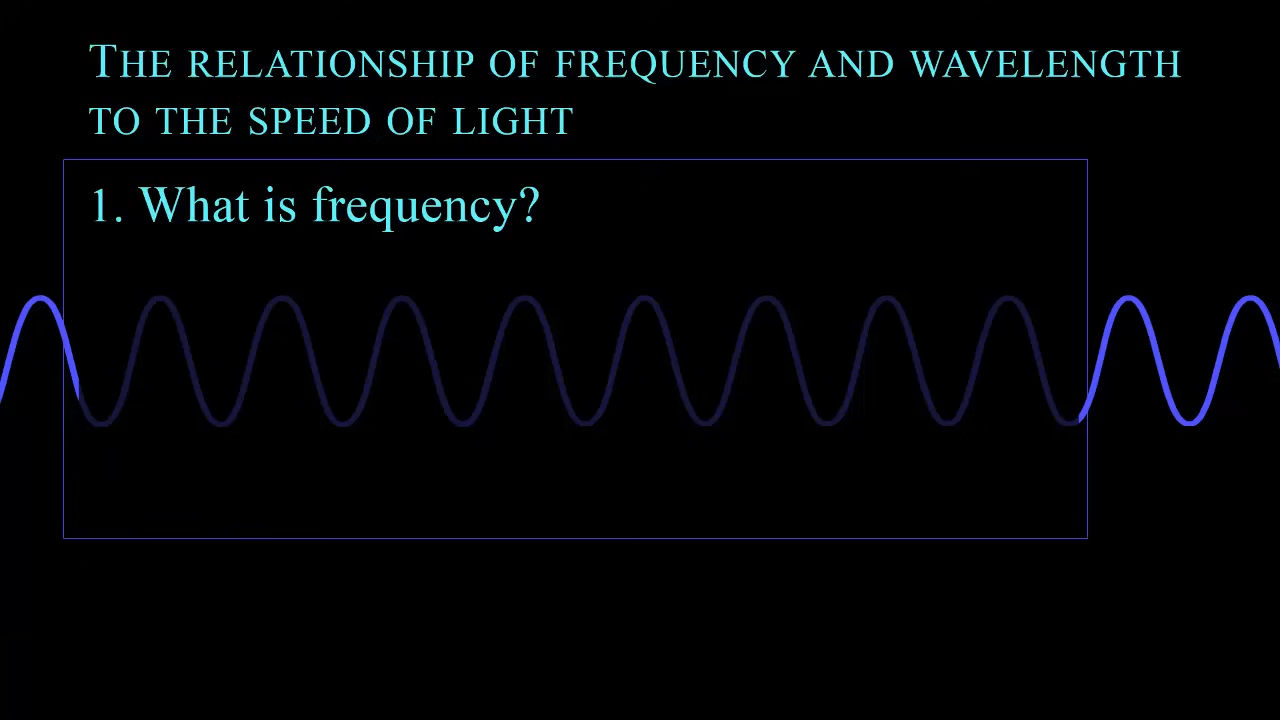 THE RELATIONSHIP OF FREQUENCY AND WAVELENGTH
TO THE SPEED OF LIGHT
1. What is frequency?